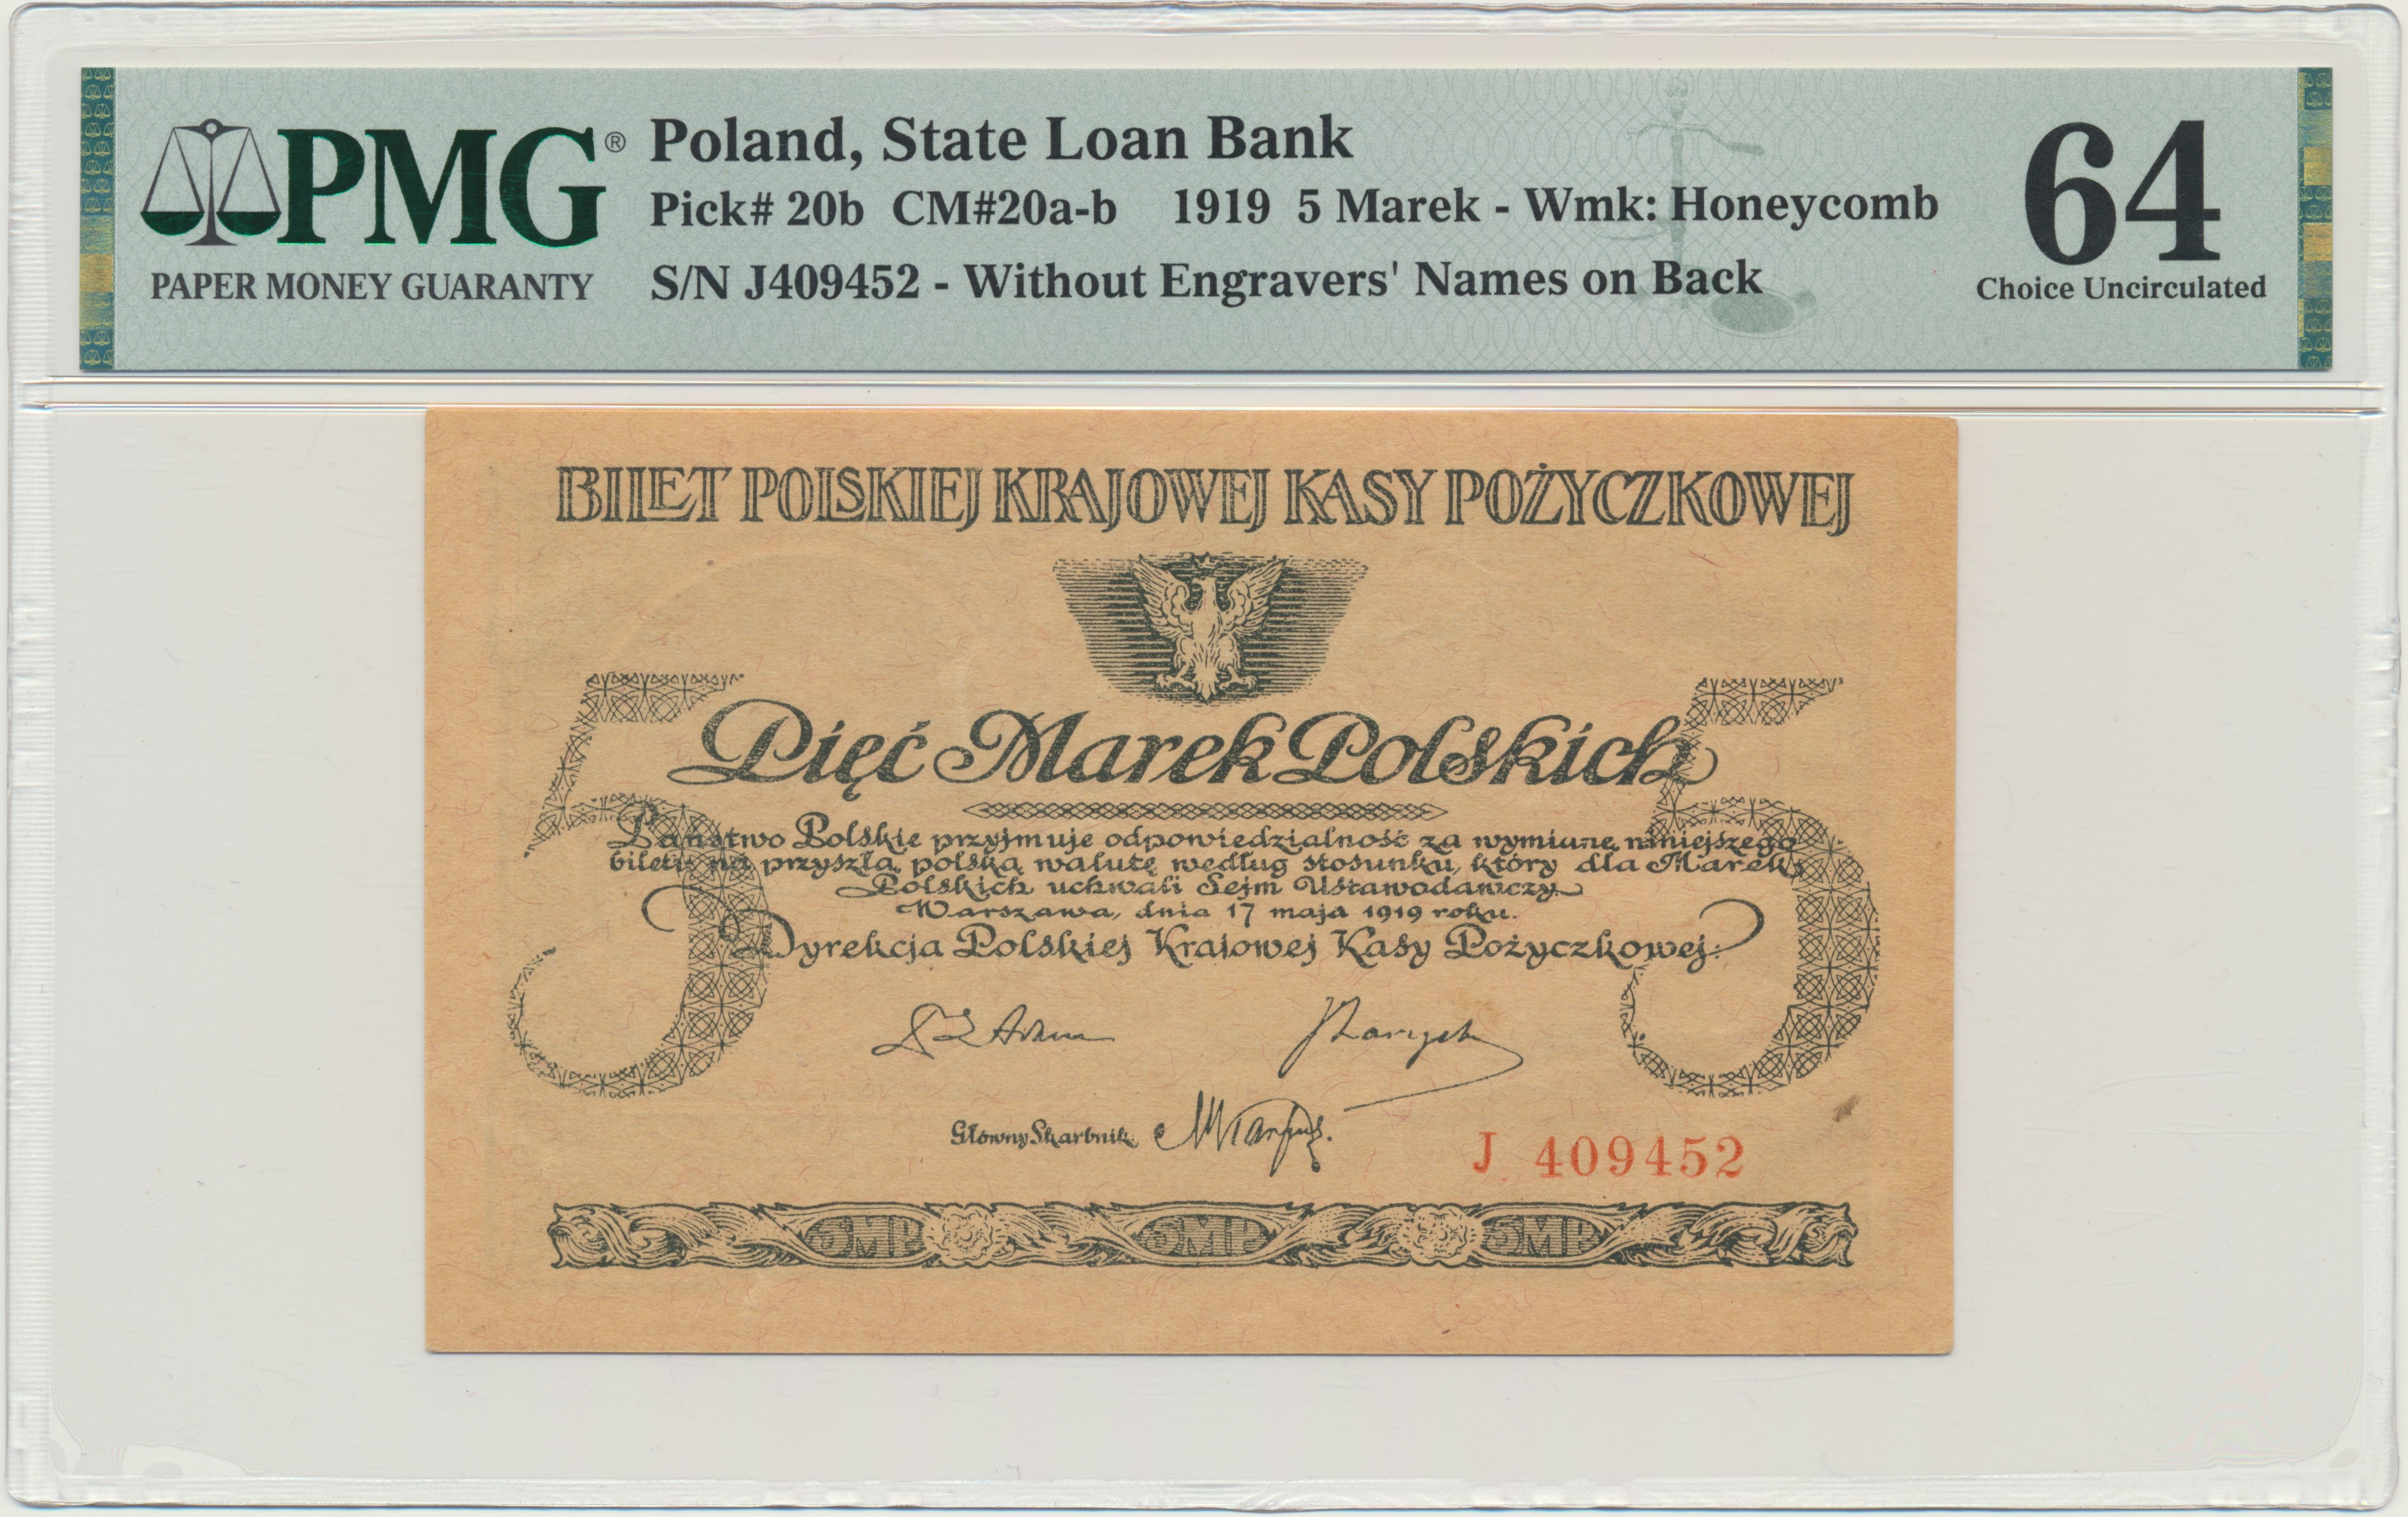 PMG®
PAPER MONEY GUARANTY
Poland, State Loan Bank
Pick# 20b CM#20a-b 1919 5 Marek - Wmk: Honeycomb
S/N J409452 - Without Engravers' Names on Back
64
Choice Uncirculated
BILET POLSKIEJ KRAJOWEJ KASY POŻYCZKOWEJ
5 5
Pięć Marek Polskich
Państwo Polskie przyjmuje odpowiedzialność za wymianę niniejszego
biletu na przyszłą polską walutę według stosunku, który dla Marek
Polskich uchwali Sejm Ustawodawczy.
Warszawa, dnia 17 maja 1919 roku.
Dyrekcja Polskiej Krajowej Kasy Pożyczkowej:
Główny Skarbnik:
J. 409452
5MP 5MP 5MP